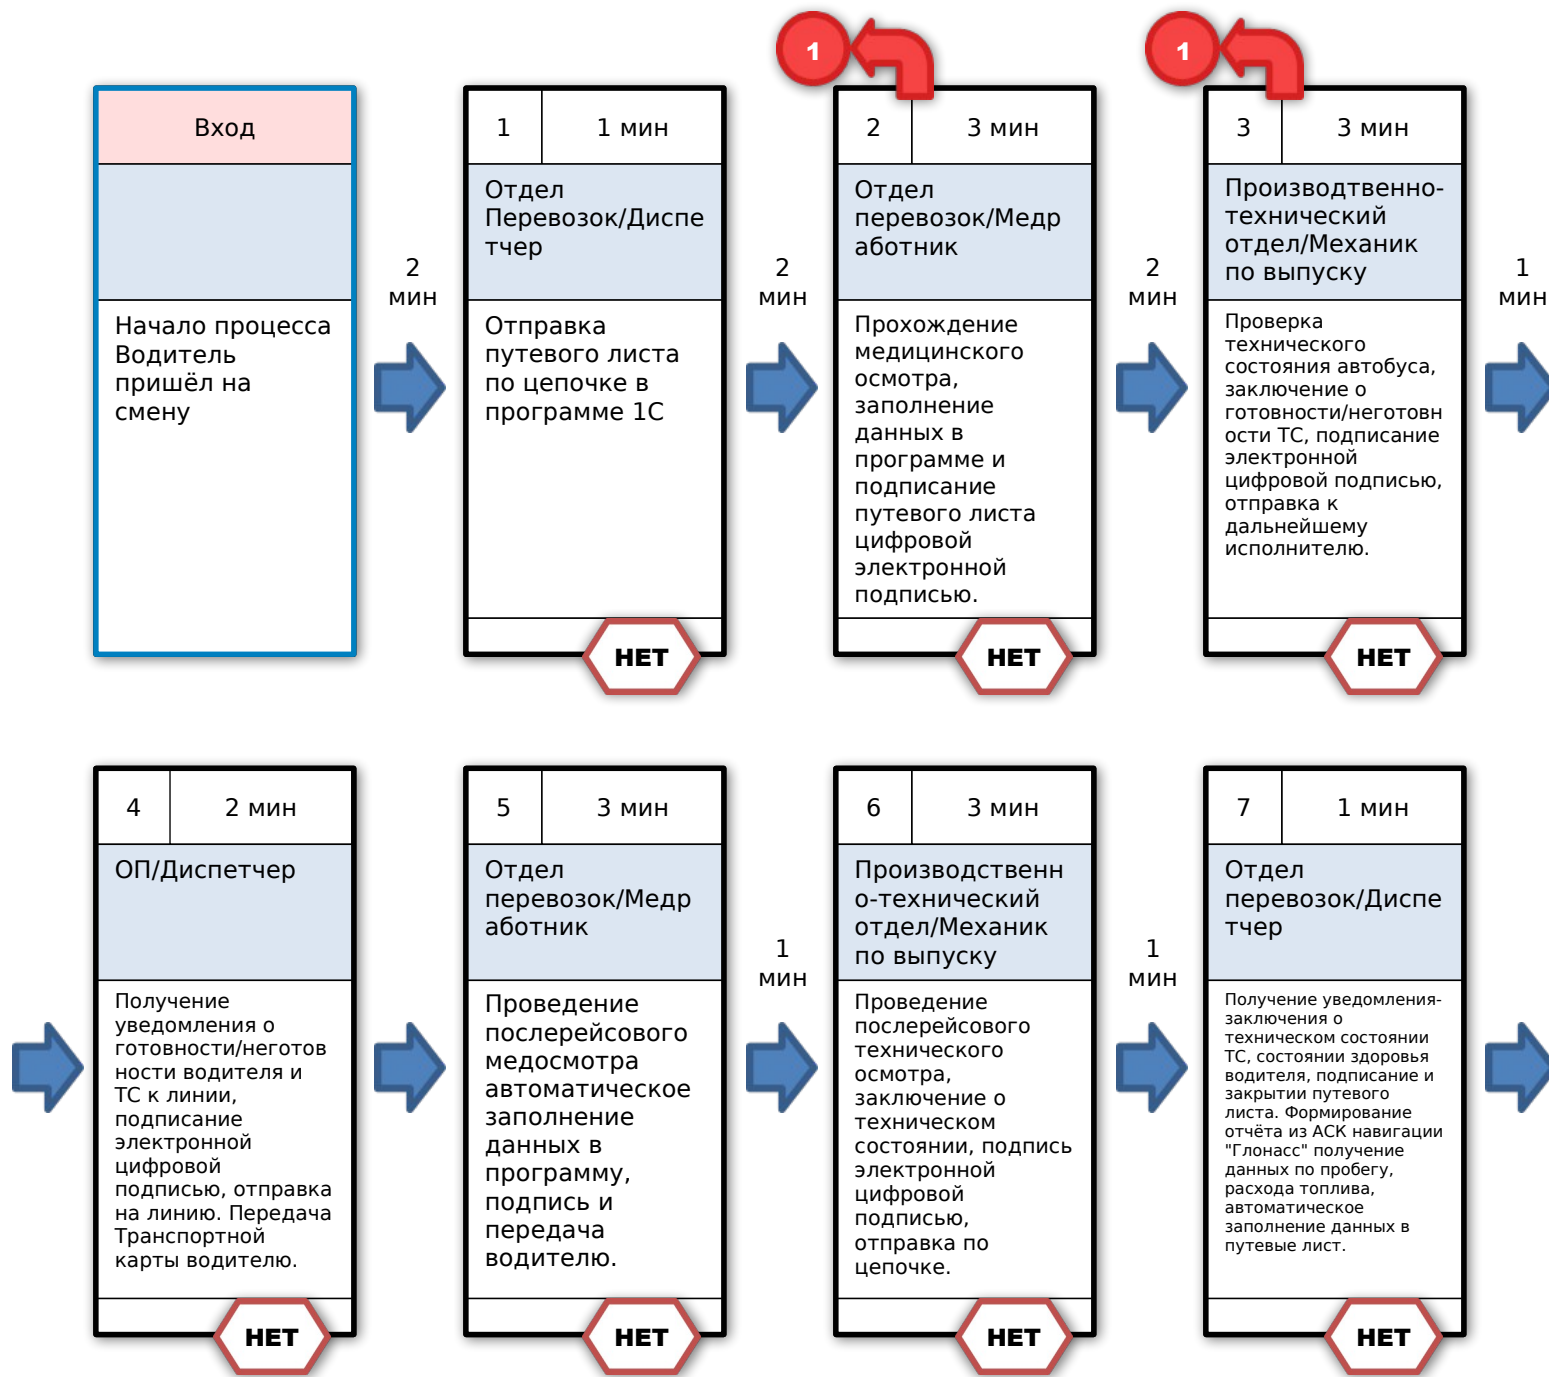 1
1
Вход
1
1 мин
2
3 мин
3
3 мин
Отдел
Перевозок/Диспе
тчер
Отдел
перевозок/Медр
аботник
Производтвенно-
технический
отдел/Механик
по выпуску
2
мин
2
мин
2
мин
1
мин
Начало процесса
Водитель
пришёл на
смену
Отправка
путевого листа
по цепочке в
программе 1С
Прохождение
медицинского
осмотра,
заполнение
данных в
программе и
подписание
путевого листа
цифровой
электронной
подписью.
Проверка
технического
состояния автобуса,
заключение о
готовности/неготовн
ости ТС, подписание
электронной
цифровой подписью,
отправка к
дальнейшему
исполнителю.
НЕТ
НЕТ
НЕТ
4
2 мин
5
3 мин
6
3 мин
7
1 мин
ОП/Диспетчер
Отдел
перевозок/Медр
аботник
Производственн
о-технический
отдел/Механик
по выпуску
Отдел
перевозок/Диспе
тчер
1
мин
1
мин
Получение
уведомления о
готовности/неготов
ности водителя и
ТС к линии,
подписание
электронной
цифровой
подписью, отправка
на линию. Передача
Транспортной
карты водителю.
Проведение
послерейсового
медосмотра
автоматическое
заполнение
данных в
программу,
подпись и
передача
водителю.
Проведение
послерейсового
технического
осмотра,
заключение о
техническом
состоянии, подпись
электронной
цифровой
подписью,
отправка по
цепочке.
Получение уведомления-
заключения о
техническом состоянии
ТС, состоянии здоровья
водителя, подписание и
закрытии путевого
листа. Формирование
отчёта из АСК навигации
"Глонасс" получение
данных по пробегу,
расхода топлива,
автоматическое
заполнение данных в
путевые лист.
НЕТ
НЕТ
НЕТ
НЕТ